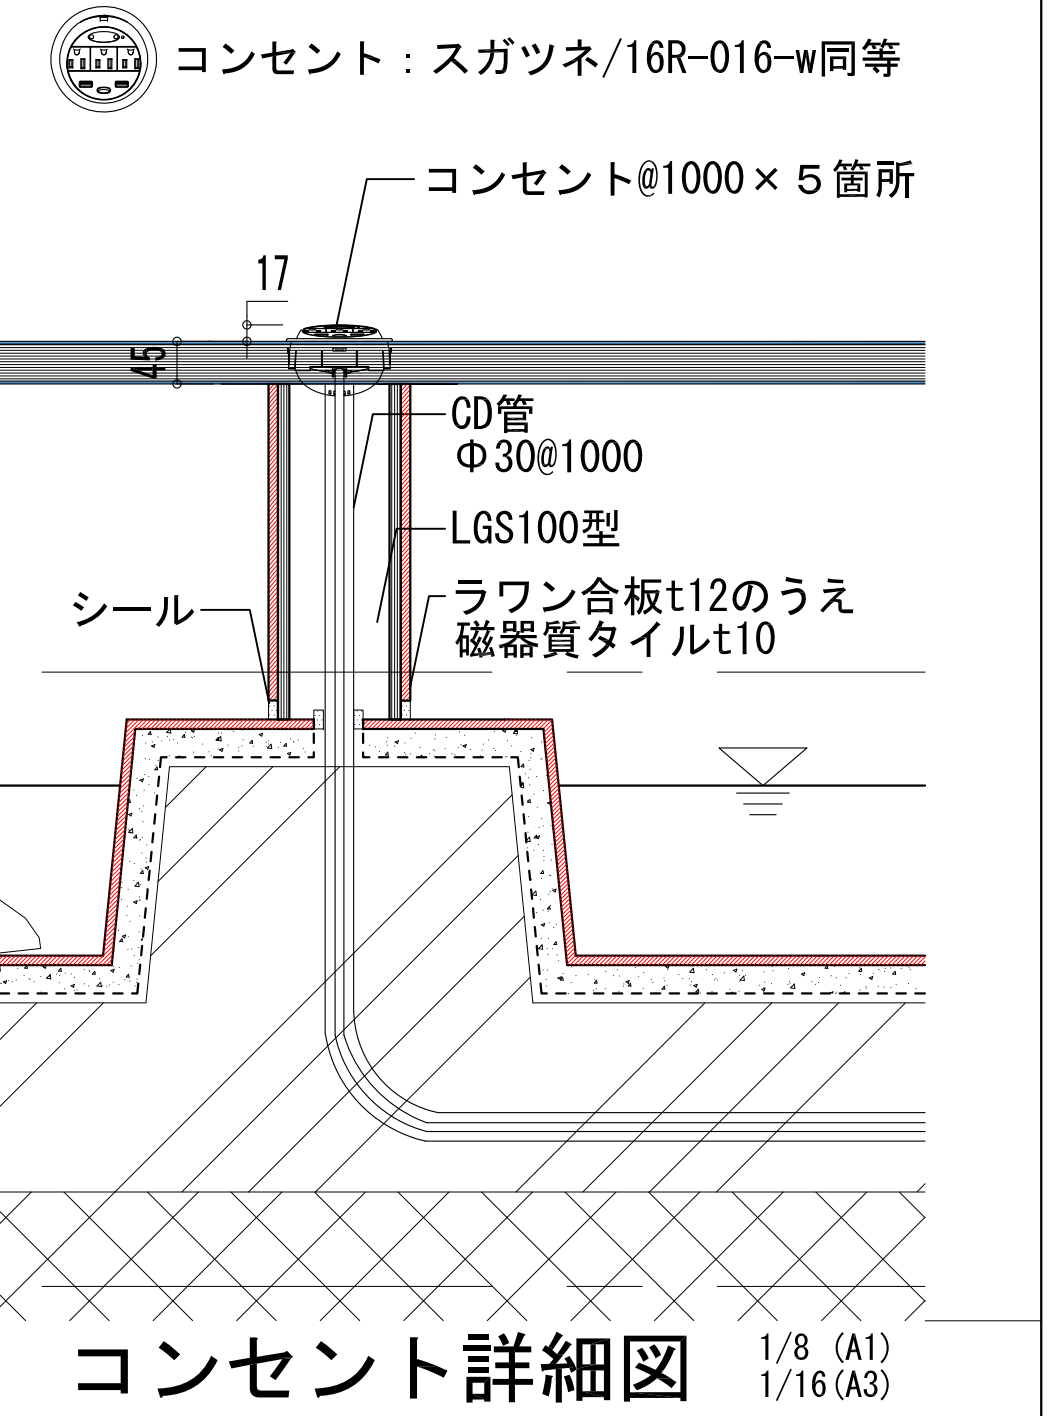 コンセント：スガツネ/16R-016-w同等
コンセント@1000×５箇所
17
45
CD管
Φ30@1000
LGS100型
シール
ラワン合板t12のうえ
磁器質タイルt10
コンセント詳細図
1/8 (A1)
1/16(A3)